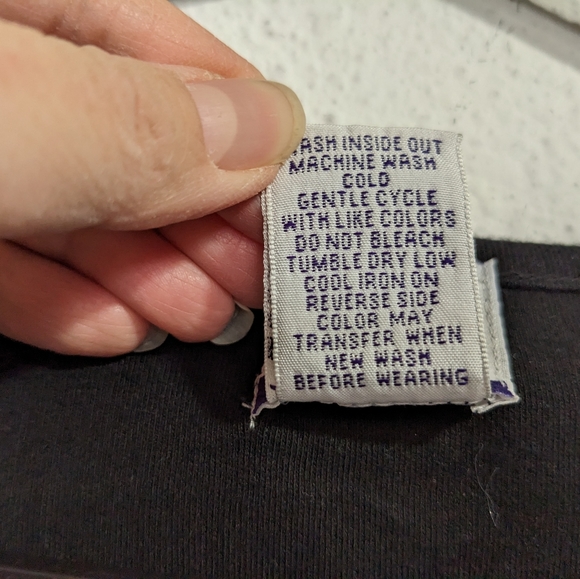 WASH INSIDE OUT
MACHINE WASH
COLD
GENTLE CYCLE
WITH LIKE COLORS
DO NOT BLEACH
TUMBLE DRY LOW
COOL IRON ON
REVERSE SIDE
COLOR MAY
TRANSFER WHEN
NEW WASH
BEFORE WEARING